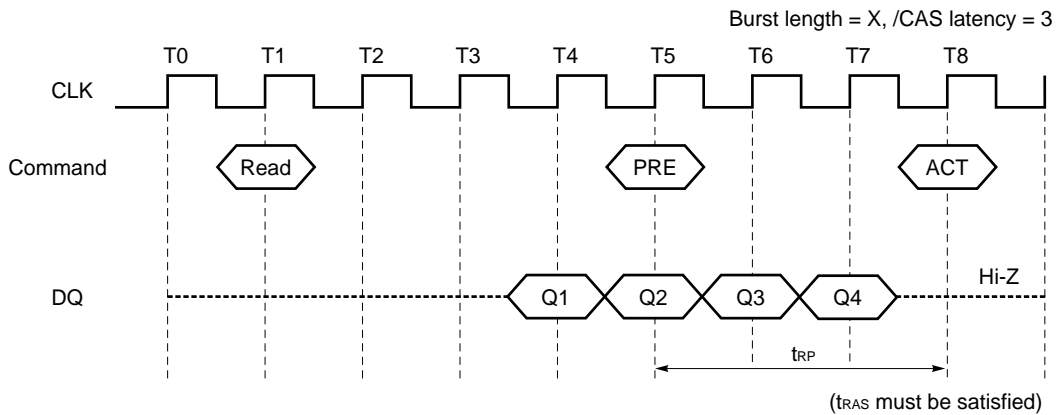 Burst length = X, /CAS latency = 3
T0 T1 T2 T3 T4 T5 T6 T7 T8
CLK
Command Read PRE ACT
Hi-Z
DQ Q1 Q2 Q3 Q4
tRP
(tRAS must be satisfied)